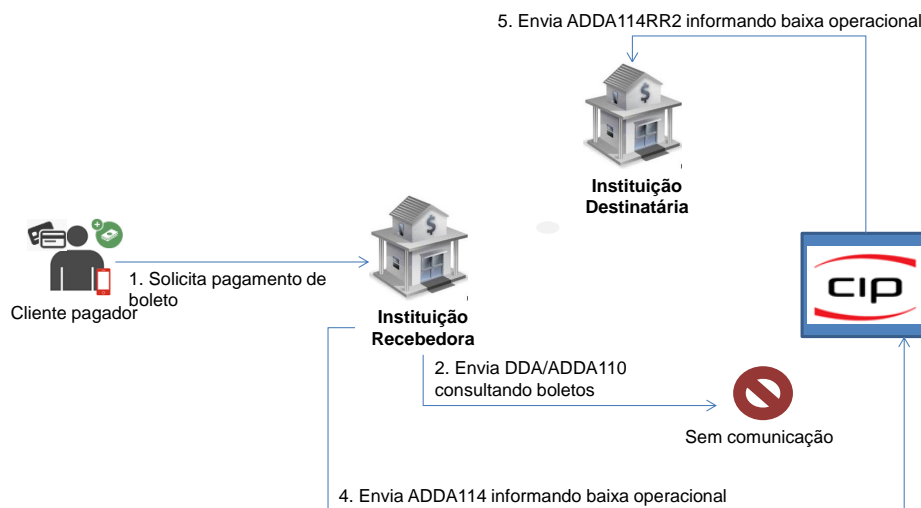 5. Envia ADDA114RR2 informando baixa operacional
Instituição
Destinatária
1. Solicita pagamento de
boleto
Cliente pagador
Instituição
Recebedora
CIP
2. Envia DDA/ADDA110
consultando boletos
Sem comunicação
4. Envia ADDA114 informando baixa operacional